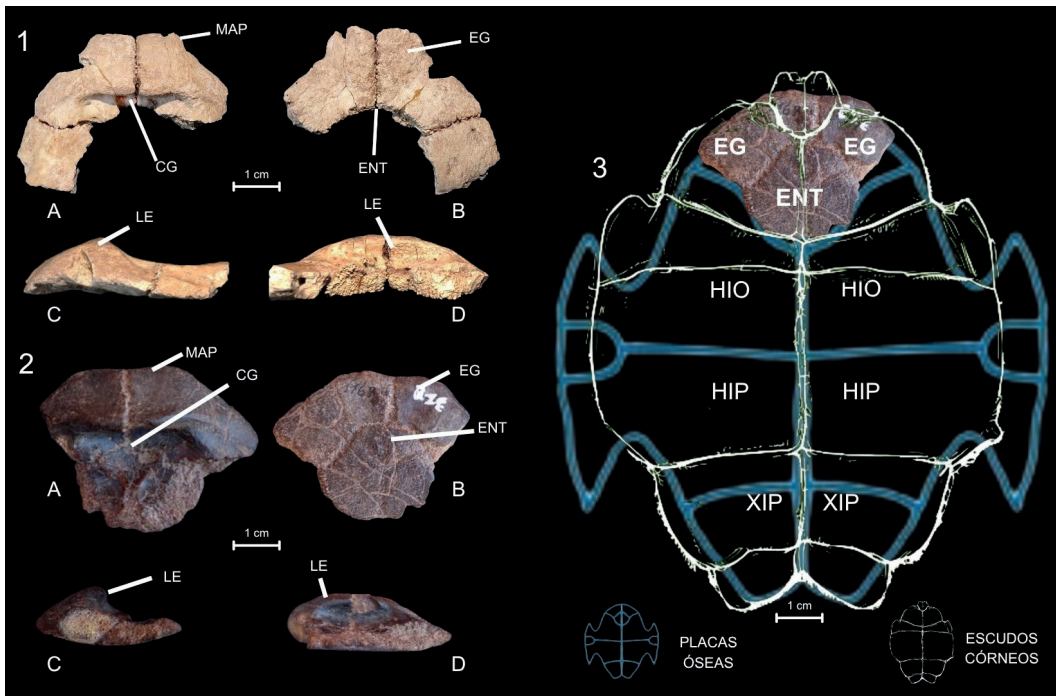 1
MAP
EG
CG
ENT
1 cm
A
B
LE
LE
C
D
2
MAP
CG
EG
ENT
A
B
1 cm
LE
LE
C
D
3
EG
EG
ENT
HIO
HIO
HIP
HIP
XIP
XIP
1 cm
PLACAS
ÓSEAS
ESCUDOS
CÓRNEOS